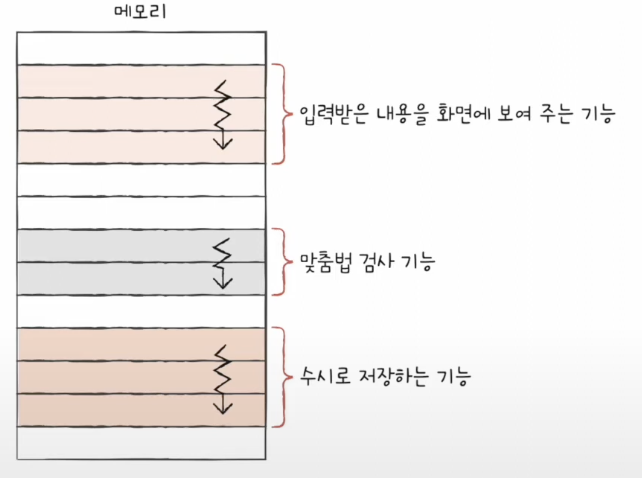 메모리
입력받은 내용을 화면에 보여 주는 기능
맞춤법 검사 기능
수시로 저장하는 기능